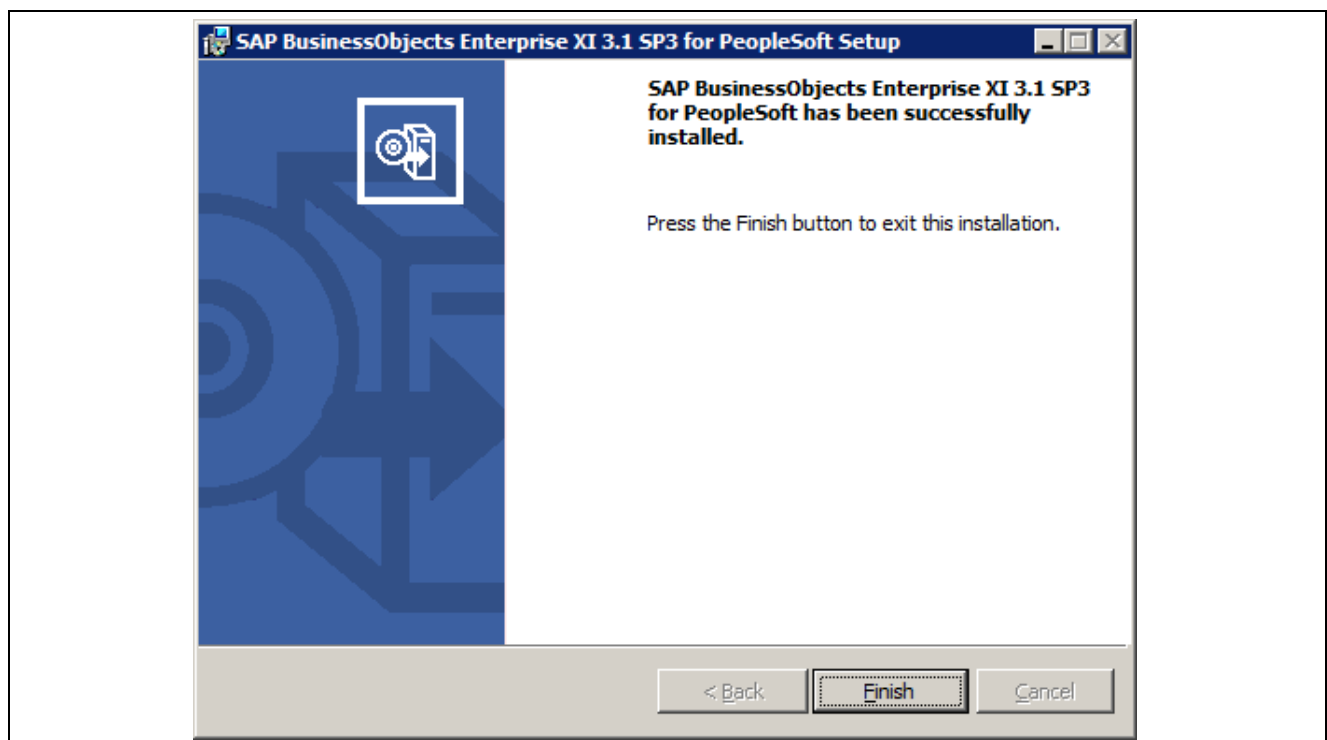 SAP BusinessObjects Enterprise XI 3.1 SP3 for PeopleSoft Setup
SAP BusinessObjects Enterprise XI 3.1 SP3
for PeopleSoft has been successfully
installed.
Press the Finish button to exit this installation.
< Back
Finish
Cancel